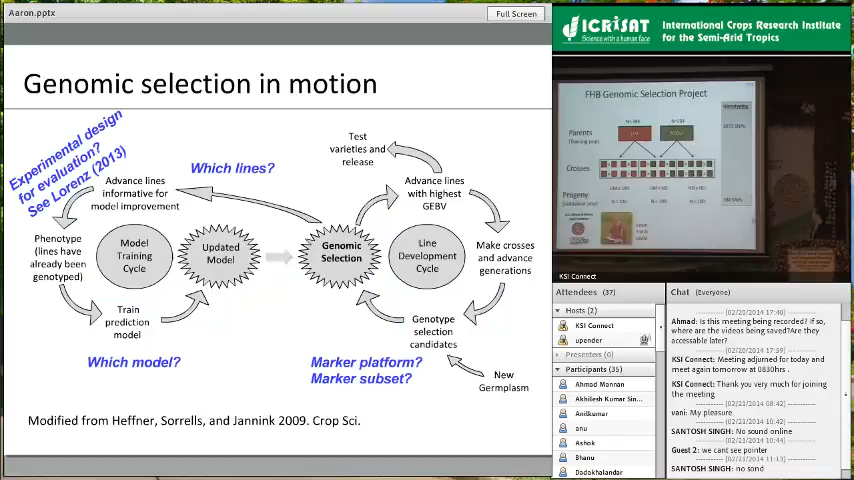 Aaron.pptx
Full Screen
Genomic selection in motion
Experimental design
for evaluation?
See Lorenz (2013)
Which lines?
Test
varieties and
release
Advance lines
informative for
model improvement
Advance lines
with highest
GEBV
Phenotype
(lines have
already been
genotyped)
Model
Training
Cycle
Updated
Model
Genomic
Selection
Line
Development
Cycle
Make crosses
and advance
generations
Train
prediction
model
Genotype
selection
candidates
Which model?
Marker platform?
Marker subset?
New
Germplasm
Modified from Heffner, Sorrells, and Jannink 2009. Crop Sci.
ICRISAT
Science with a human face
International Crops Research Institute
for the Semi-Arid Tropics
FHB Genomic Selection Project
Genotyping
Parents
(Training pop)
Crosses
Progeny
KSI Connect
Attendees (37)
Hosts (2)
KSI Connect
upender
Presenters (0)
Participants (35)
Ahmad Mannan
Akhilesh Kumar Sin...
Anilkumar
anu
Ashok
Bhanu
Dadakhalandar
Chat (Everyone)
(02/20/2014 17:40)
Ahmad: Is this meeting being recorded? If so,
where are the videos being saved?Are they
accessable later?
(02/20/2014 17:59)
KSI Connect: Meeting adjurned for today and
meet again tomorrow at 0830hrs .
KSI Connect: Thank you very much for joining
the meeting
(02/21/2014 08:42)
vani: My pleasure
(02/21/2014 10:42)
SANTOSH SINGH: No sound online
(02/21/2014 10:44)
Guest 2: we cant see pointer
(02/21/2014 11:13)
SANTOSH SINGH: no sond